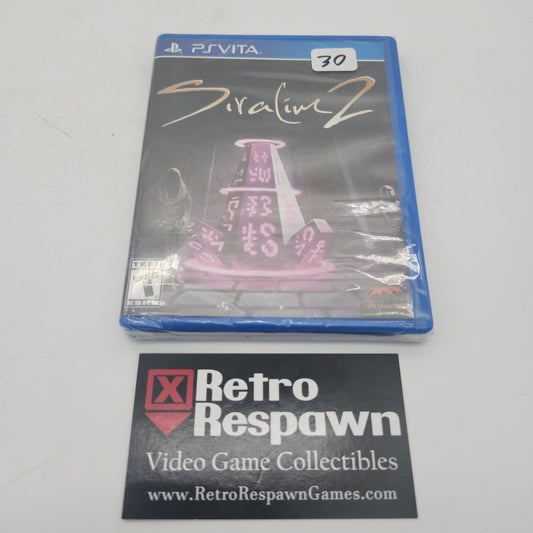 PSVITA
30
Siralim 2
Retro
Respawn
Video Game Collectibles
www.RetroRespawnGames.com